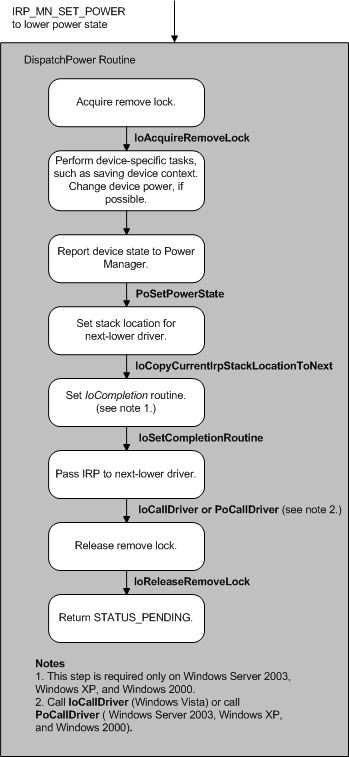 IRP_MN_SET_POWER
to lower power state
DispatchPower Routine
Acquire remove lock.
IoAcquireRemoveLock
Perform device-specific tasks,
such as saving device context.
Change device power, if
possible.
Report device state to Power
Manager.
PoSetPowerState
Set stack location for
next-lower driver.
IoCopyCurrentIrpStackLocationToNext
Set IoCompletion routine.
(see note 1.)
IoSetCompletionRoutine
Pass IRP to next-lower driver.
IoCallDriver or PoCallDriver (see note 2.)
Release remove lock.
IoReleaseRemoveLock
Return STATUS_PENDING.
Notes
1. This step is required only on Windows Server 2003,
Windows XP, and Windows 2000.
2. Call IoCallDriver (Windows Vista) or call
PoCallDriver ( Windows Server 2003, Windows XP,
and Windows 2000).